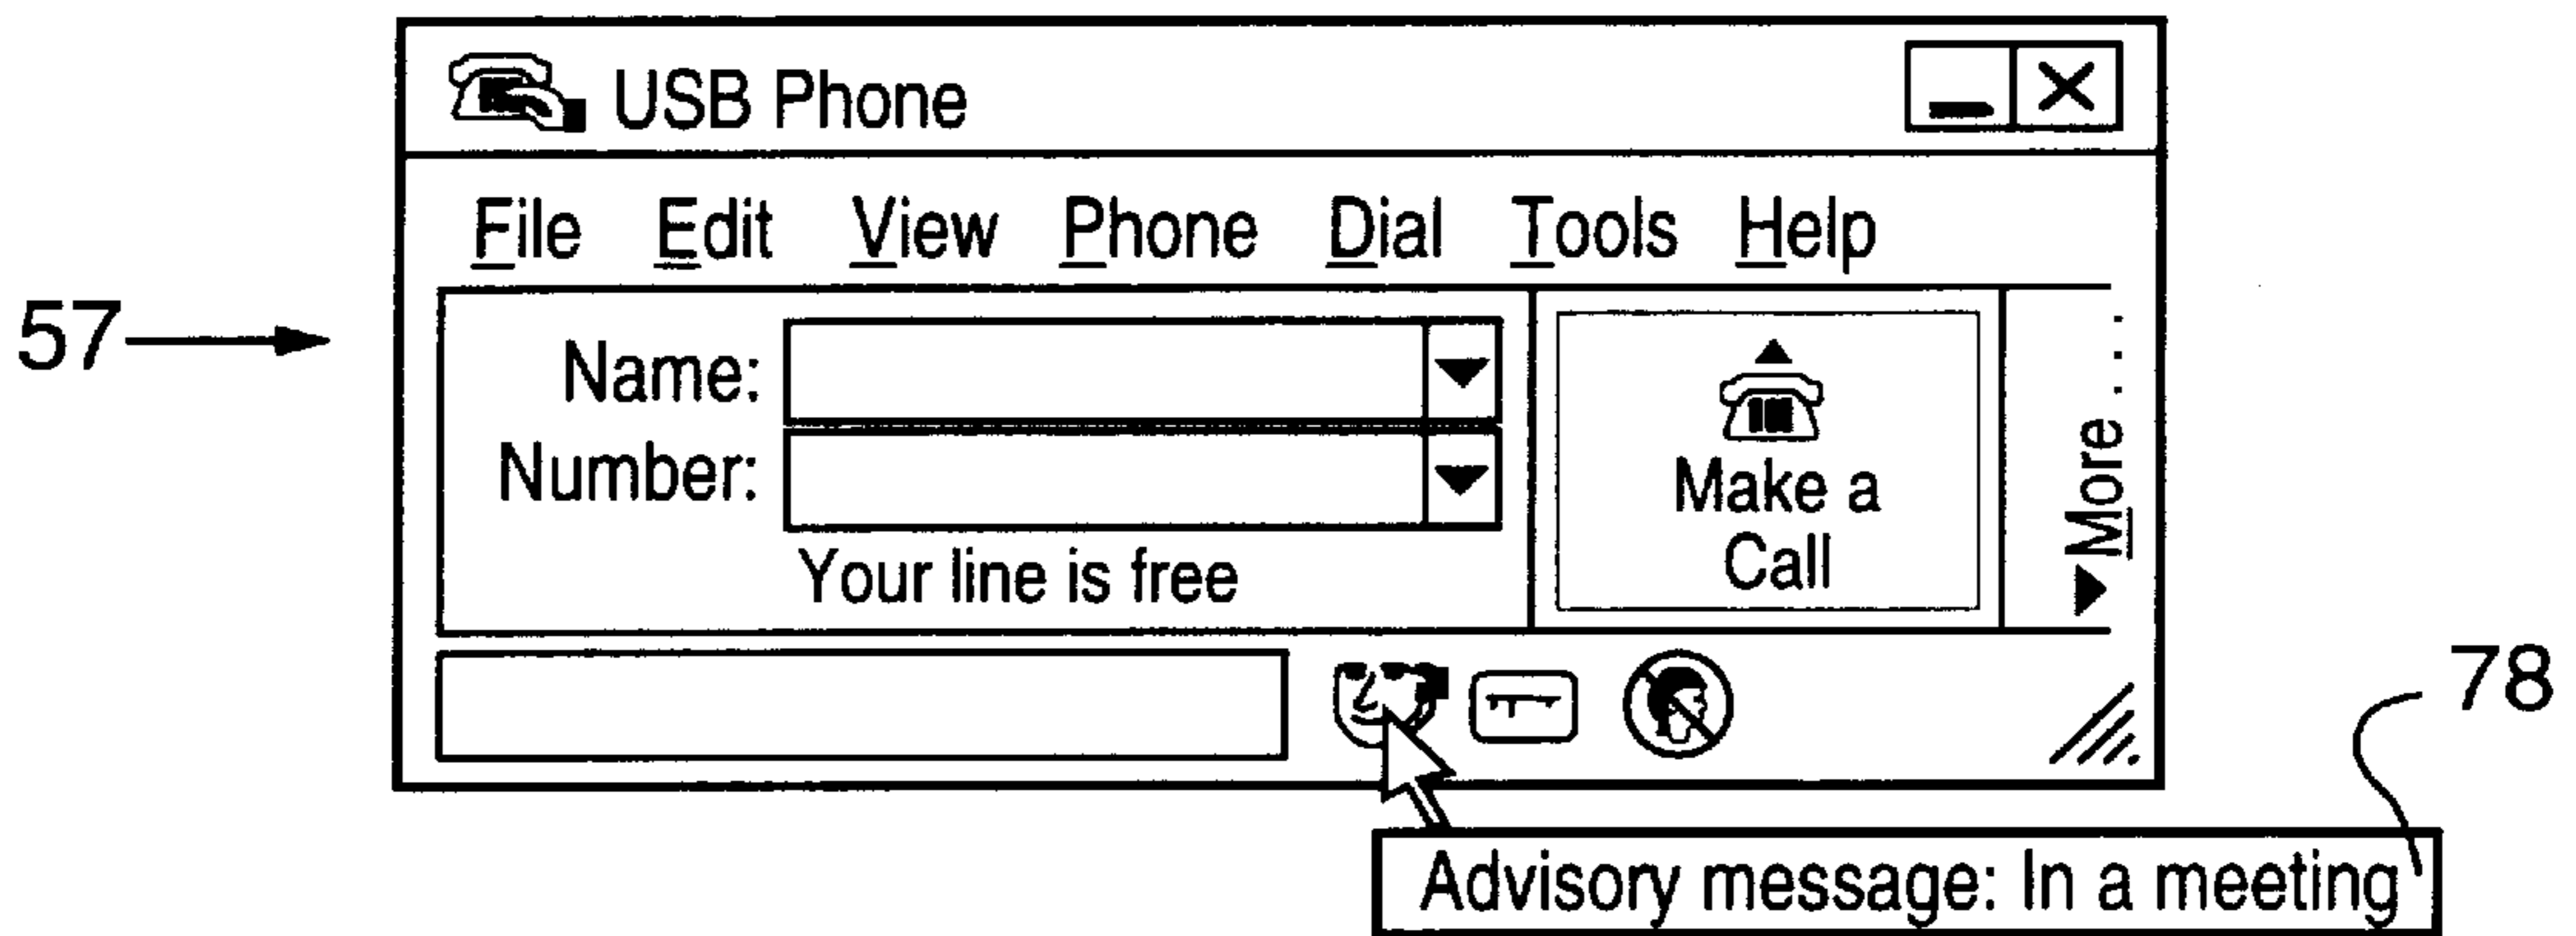 USB Phone
File Edit View Phone Dial Tools Help
57
Name:
Number:
Your line is free
Make a
Call
More . . . .
78
Advisory message: In a meeting